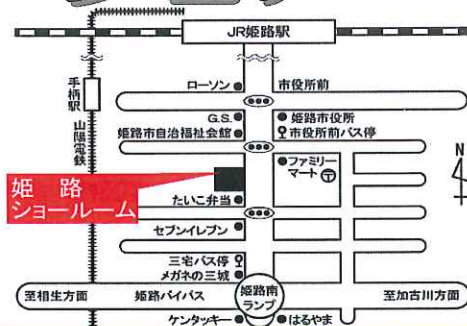 JR姫路駅
ローソン
市役所前
手柄駅
山陽電鉄
G.S.
姫路市役所
姫路市自治福祉会館
市役所前バス停
ファミリー
マート
〒
N
姫路
ショールーム
たいこ弁当
セブンイレブン
三宅バス停
メガネの三城
至相生方面
姫路バイパス
姫路南
ランプ
至加古川方面
ケンタッキー
はるやま